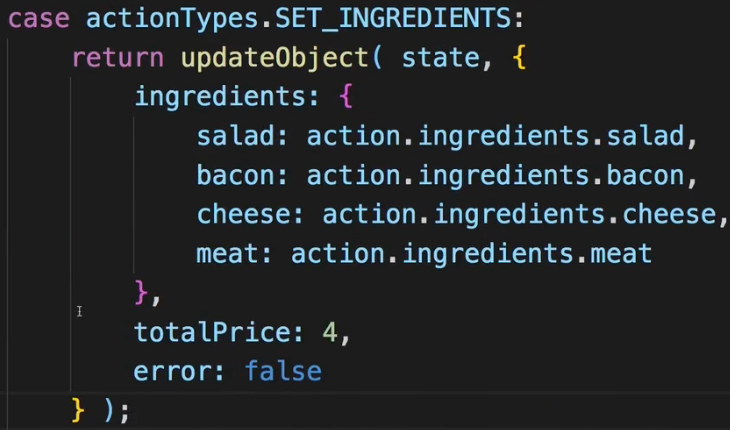 case actionTypes.SET_INGREDIENTS:
return updateObject( state, {
ingredients: {
salad: action.ingredients.salad,
bacon: action.ingredients.bacon,
cheese: action.ingredients.cheese,
meat: action.ingredients.meat
},
totalPrice: 4,
error: false
} );